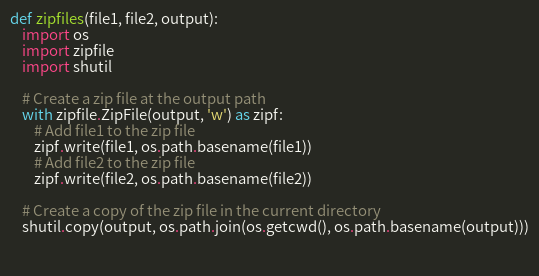 def zipfiles(file1, file2, output):
    import os
    import zipfile
    import shutil

    # Create a zip file at the output path
    with zipfile.ZipFile(output, 'w') as zipf:
        # Add file1 to the zip file
        zipf.write(file1, os.path.basename(file1))
        # Add file2 to the zip file
        zipf.write(file2, os.path.basename(file2))

    # Create a copy of the zip file in the current directory
    shutil.copy(output, os.path.join(os.getcwd(), os.path.basename(output)))